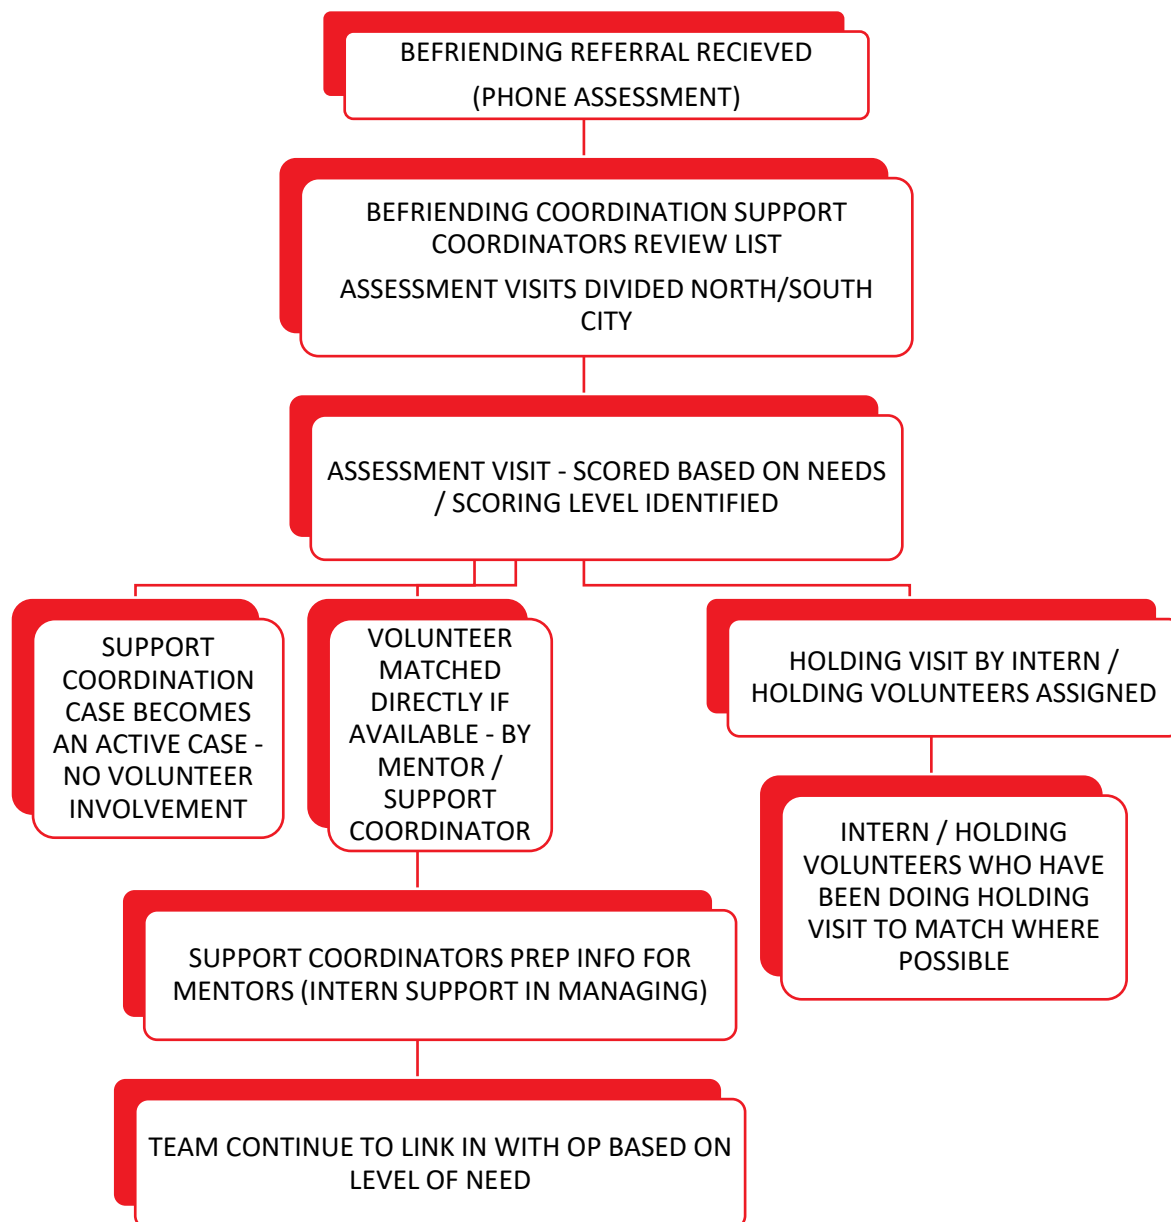 BEFRIENDING REFERRAL RECIEVED
(PHONE ASSESSMENT)
BEFRIENDING COORDINATION SUPPORT
COORDINATORS REVIEW LIST
ASSESSMENT VISITS DIVIDED NORTH/SOUTH
CITY
ASSESSMENT VISIT - SCORED BASED ON NEEDS
/ SCORING LEVEL IDENTIFIED
SUPPORT
COORDINATION
CASE BECOMES
AN ACTIVE CASE -
NO VOLUNTEER
INVOLVEMENT
VOLUNTEER
MATCHED
DIRECTLY IF
AVAILABLE - BY
MENTOR /
SUPPORT
COORDINATOR
HOLDING VISIT BY INTERN /
HOLDING VOLUNTEERS ASSIGNED
INTERN / HOLDING
VOLUNTEERS WHO HAVE
BEEN DOING HOLDING
VISIT TO MATCH WHERE
POSSIBLE
SUPPORT COORDINATORS PREP INFO FOR
MENTORS (INTERN SUPPORT IN MANAGING)
TEAM CONTINUE TO LINK IN WITH OP BASED ON
LEVEL OF NEED